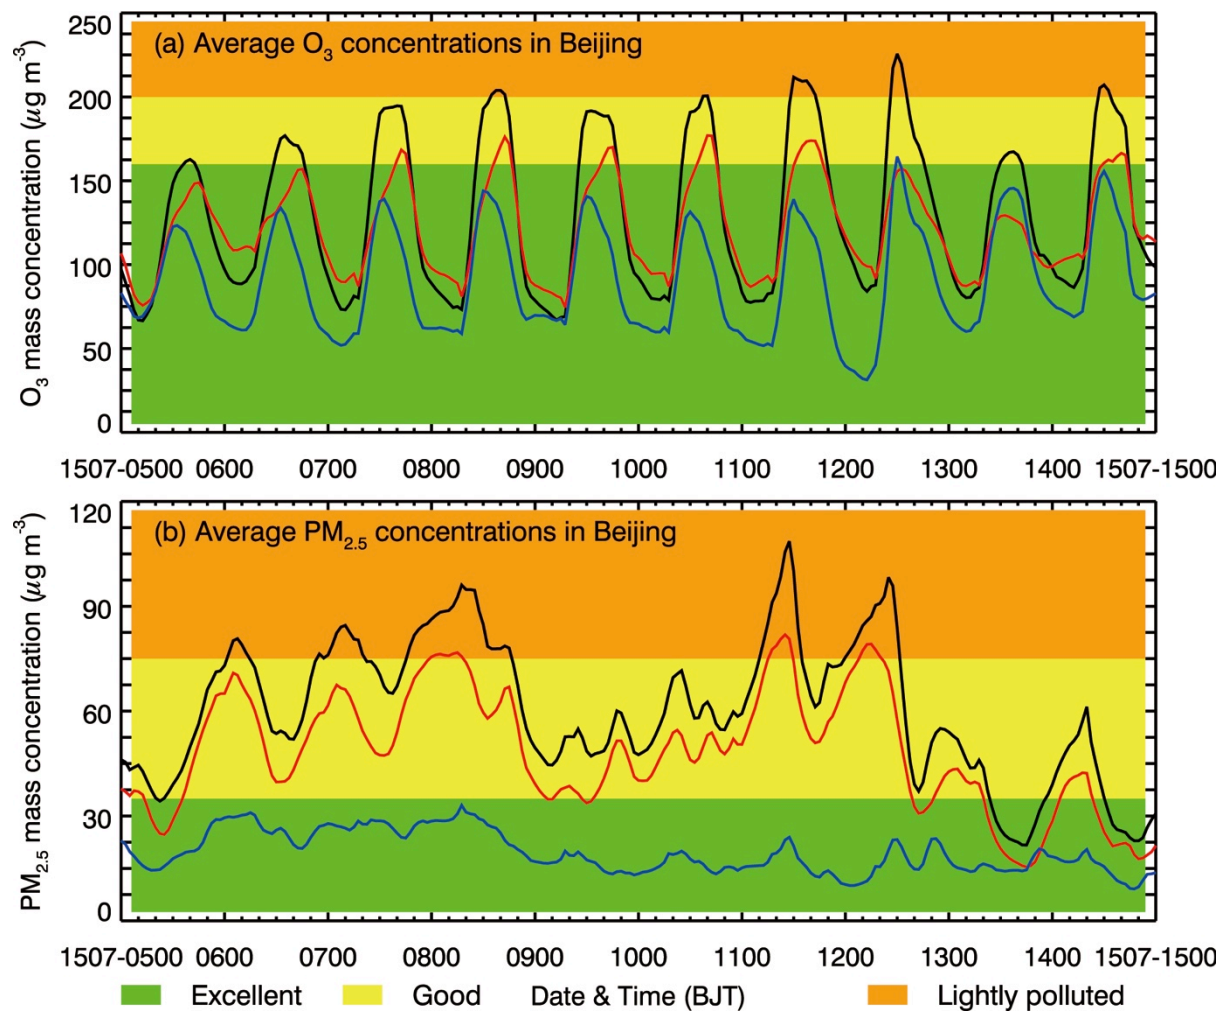 (a) Average O₃ concentrations in Beijing
O₃ mass concentration (μg m⁻³)
250
200
150
100
50
0
1507-0500 0600 0700 0800 0900 1000 1100 1200 1300 1400 1507-1500
(b) Average PM₂.₅ concentrations in Beijing
PM₂.₅ mass concentration (μg m⁻³)
120
90
60
30
0
1507-0500 0600 0700 0800 0900 1000 1100 1200 1300 1400 1507-1500
Excellent Good Date & Time (BJT) Lightly polluted